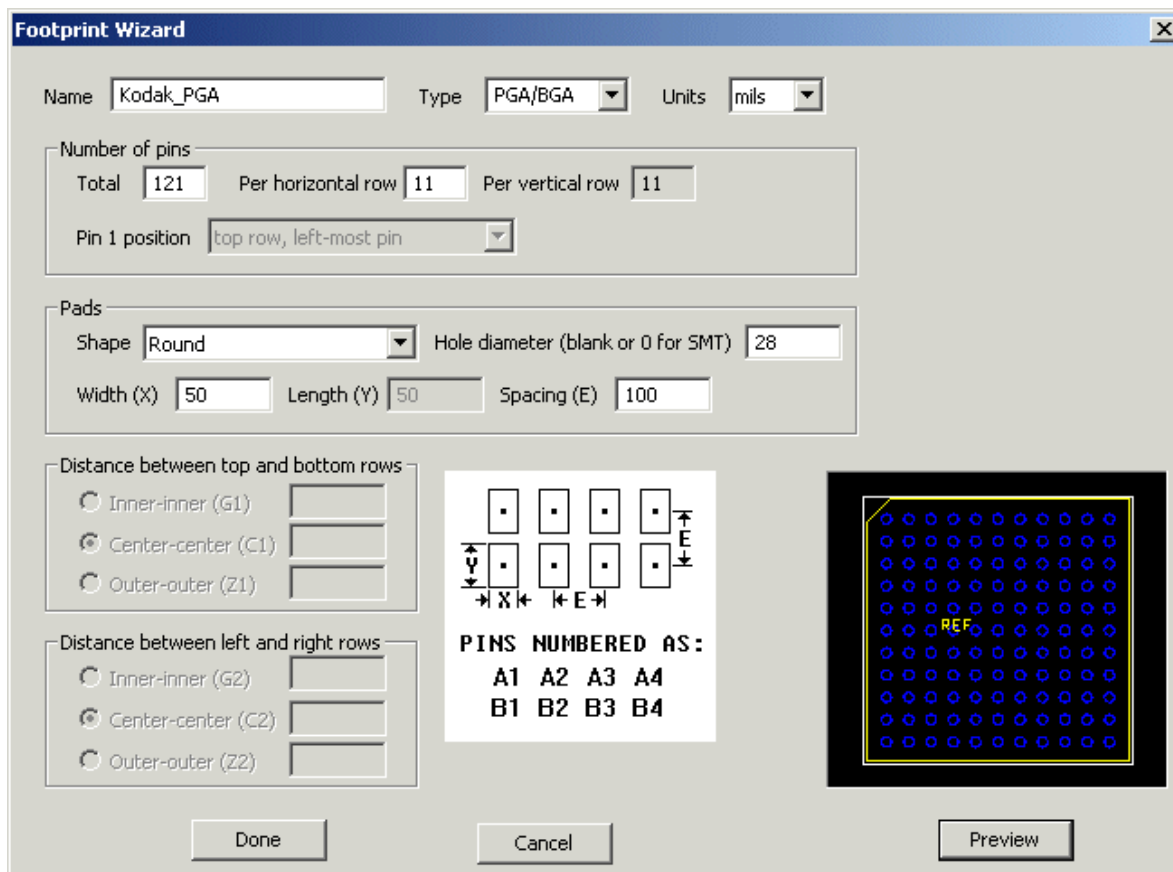 Footprint Wizard
Name Kodak_PGA Type PGA/BGA Units mils
Number of pins
Total 121 Per horizontal row 11 Per vertical row 11
Pin 1 position top row, left-most pin
Pads
Shape Round Hole diameter (blank or 0 for SMT) 28
Width (X) 50 Length (Y) 50 Spacing (E) 100
Distance between top and bottom rows
Inner-inner (G1)
Center-center (C1)
Outer-outer (Z1)
Distance between left and right rows
Inner-inner (G2)
Center-center (C2)
Outer-outer (Z2)
E
Y
X E
PINS NUMBERED AS:
A1 A2 A3 A4
B1 B2 B3 B4
REF
Done Cancel Preview